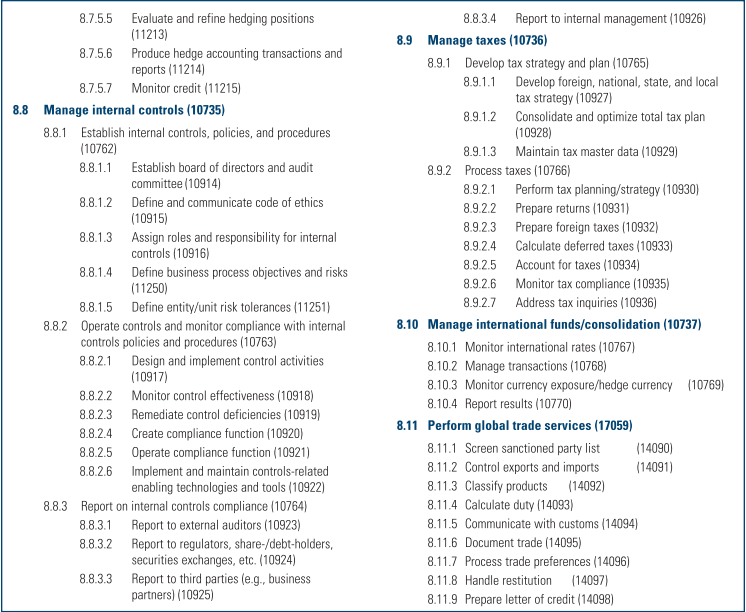 8.7.5.5 Evaluate and refine hedging positions
(11213)
8.7.5.6 Produce hedge accounting transactions and
reports (11214)
8.7.5.7 Monitor credit (11215)
8.8 Manage internal controls (10735)
8.8.1 Establish internal controls, policies, and procedures
(10762)
8.8.1.1 Establish board of directors and audit
committee (10914)
8.8.1.2 Define and communicate code of ethics
(10915)
8.8.1.3 Assign roles and responsibility for internal
controls (10916)
8.8.1.4 Define business process objectives and risks
(11250)
8.8.1.5 Define entity/unit risk tolerances (11251)
8.8.2 Operate controls and monitor compliance with internal
controls policies and procedures (10763)
8.8.2.1 Design and implement control activities
(10917)
8.8.2.2 Monitor control effectiveness (10918)
8.8.2.3 Remediate control deficiencies (10919)
8.8.2.4 Create compliance function (10920)
8.8.2.5 Operate compliance function (10921)
8.8.2.6 Implement and maintain controls-related
enabling technologies and tools (10922)
8.8.3 Report on internal controls compliance (10764)
8.8.3.1 Report to external auditors (10923)
8.8.3.2 Report to regulators, share-/debt-holders,
securities exchanges, etc. (10924)
8.8.3.3 Report to third parties (e.g., business
partners) (10925)
8.8.3.4 Report to internal management (10926)
8.9 Manage taxes (10736)
8.9.1 Develop tax strategy and plan (10765)
8.9.1.1 Develop foreign, national, state, and local
tax strategy (10927)
8.9.1.2 Consolidate and optimize total tax plan
(10928)
8.9.1.3 Maintain tax master data (10929)
8.9.2 Process taxes (10766)
8.9.2.1 Perform tax planning/strategy (10930)
8.9.2.2 Prepare returns (10931)
8.9.2.3 Prepare foreign taxes (10932)
8.9.2.4 Calculate deferred taxes (10933)
8.9.2.5 Account for taxes (10934)
8.9.2.6 Monitor tax compliance (10935)
8.9.2.7 Address tax inquiries (10936)
8.10 Manage international funds/consolidation (10737)
8.10.1 Monitor international rates (10767)
8.10.2 Manage transactions (10768)
8.10.3 Monitor currency exposure/hedge currency (10769)
8.10.4 Report results (10770)
8.11 Perform global trade services (17059)
8.11.1 Screen sanctioned party list (14090)
8.11.2 Control exports and imports (14091)
8.11.3 Classify products (14092)
8.11.4 Calculate duty (14093)
8.11.5 Communicate with customs (14094)
8.11.6 Document trade (14095)
8.11.7 Process trade preferences (14096)
8.11.8 Handle restitution (14097)
8.11.9 Prepare letter of credit (14098)